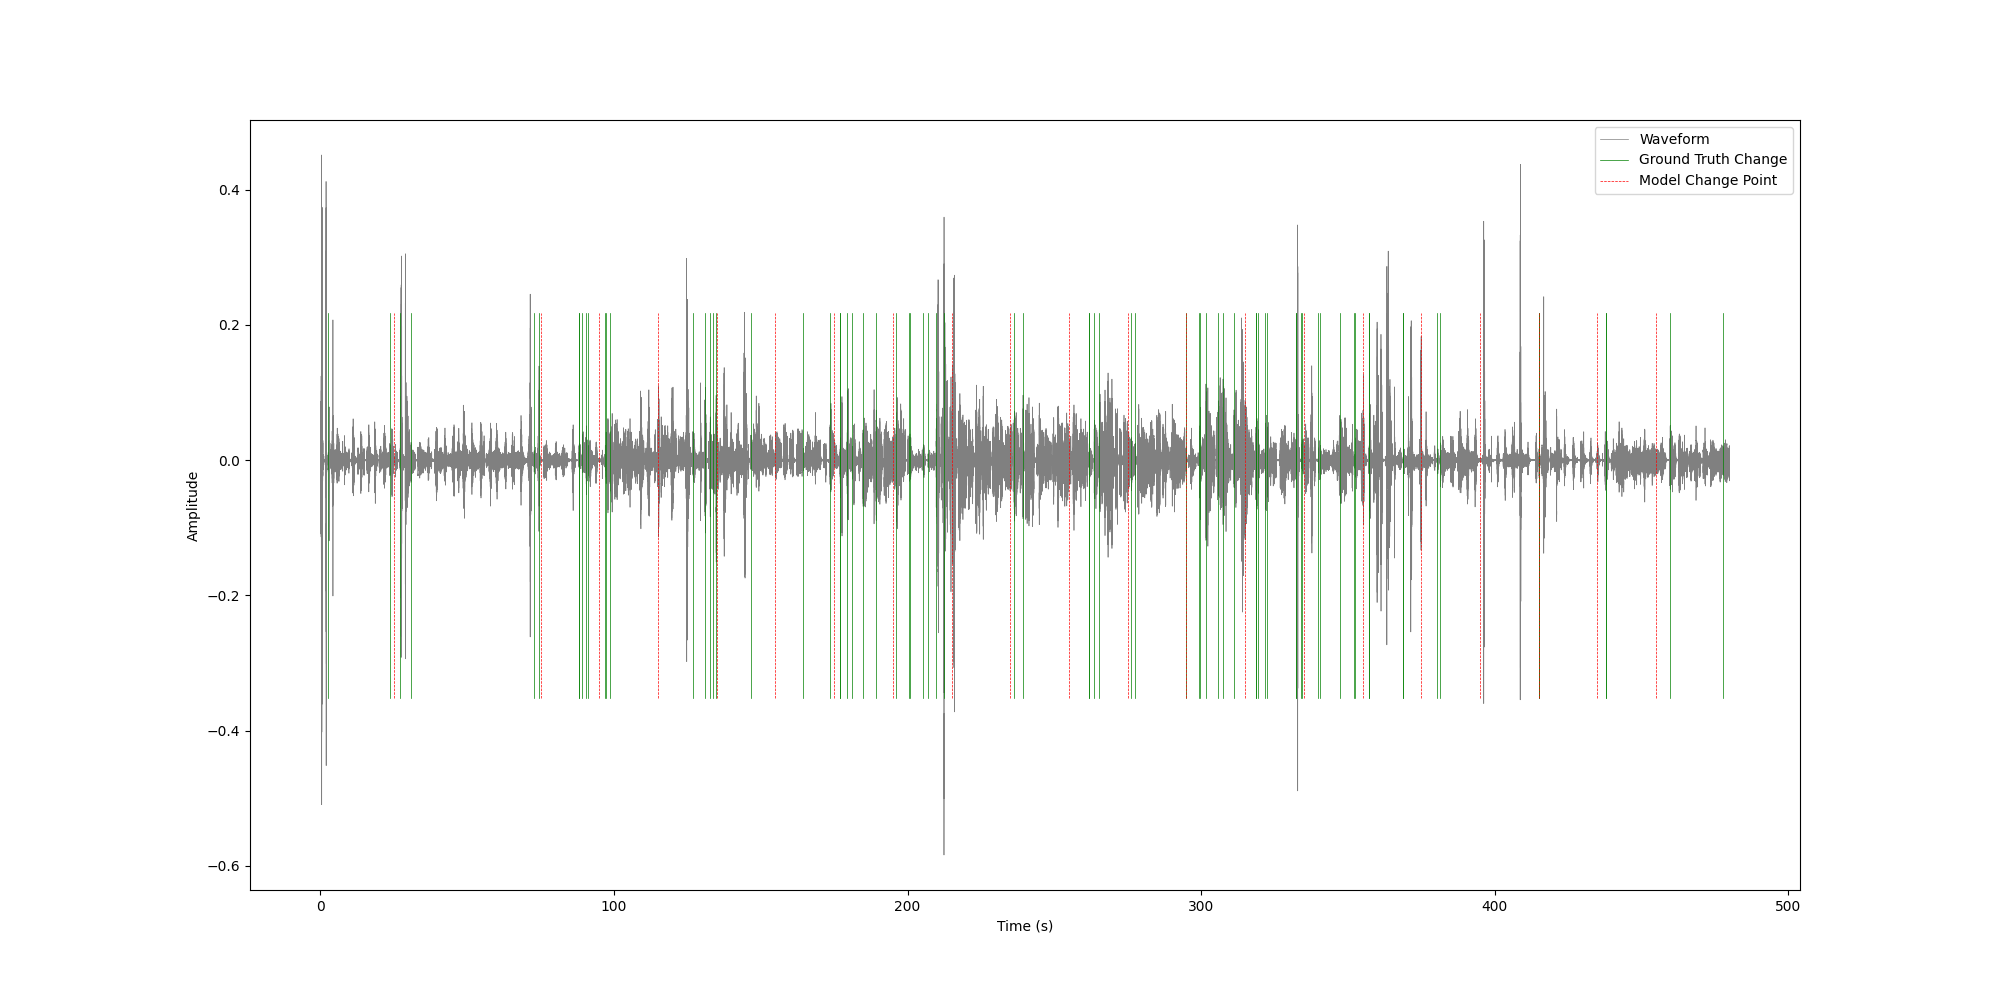 Waveform
Ground Truth Change
Model Change Point
0.4
0.2
0.0
−0.2
−0.4
−0.6
Amplitude
0 100 200 300 400 500
Time (s)